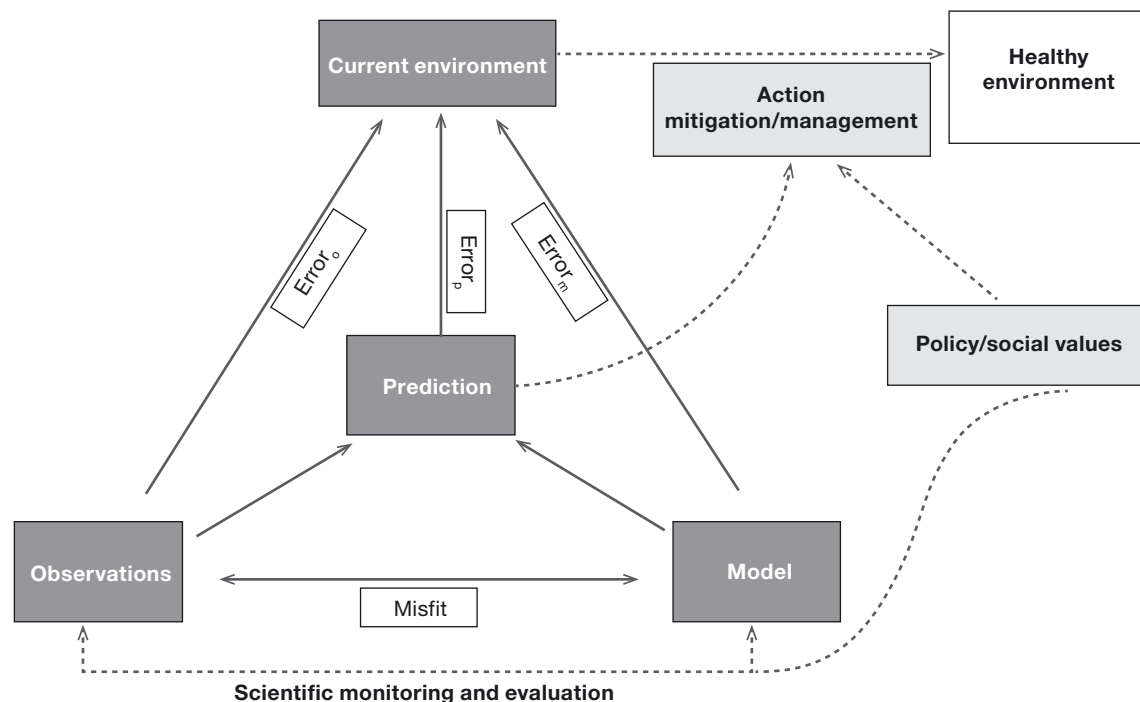 Current environment
Healthy
environment
Action
mitigation/management
Error o
Error p
Error m
Policy/social values
Prediction
Observations
Model
Misfit
Scientific monitoring and evaluation